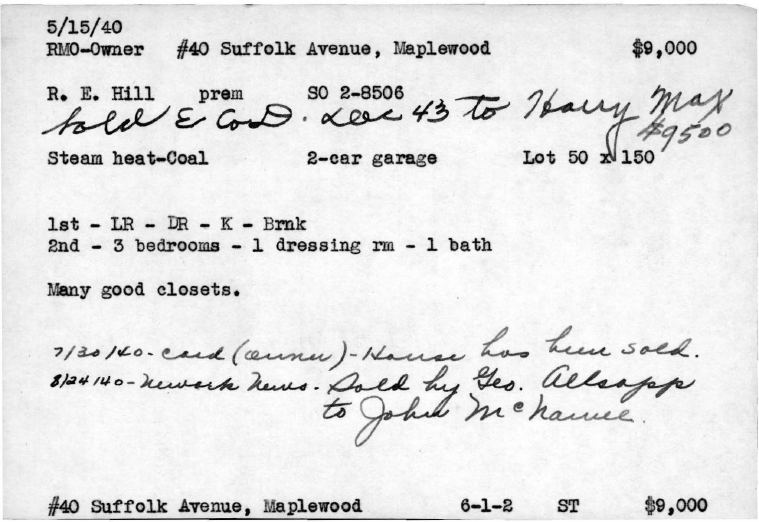 5/15/40
RMO-Owner #40 Suffolk Avenue, Maplewood $9,000
R. E. Hill prem SO 2-8506
Sold E Dec 43 to Harry Max
$9500
Steam heat-Coal 2-car garage Lot 50 x 150
1st - LR - DR - K - Brnk
2nd - 3 bedrooms - 1 dressing rm - 1 bath
Many good closets.
7/30/40 - card (owner) - House has been sold.
8/24/40 - Newark News. Sold by Geo. Allsopp
to John McNamee.
#40 Suffolk Avenue, Maplewood 6-1-2 ST $9,000